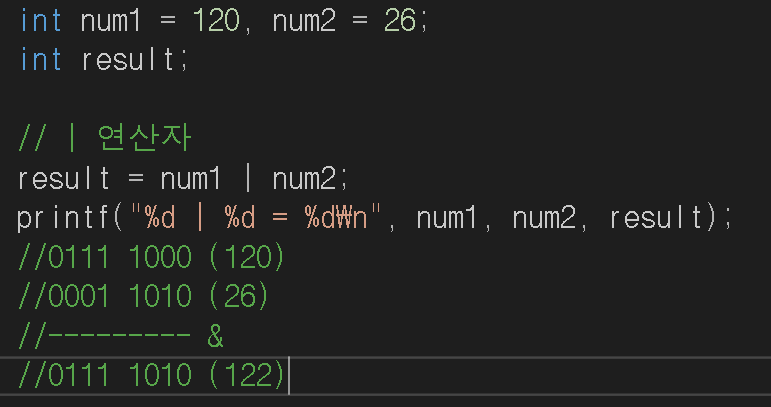 int num1 = 120, num2 = 26;
int result;
// | 연산자
result = num1 | num2;
printf("%d | %d = %d₩n", num1, num2, result);
//0111 1000 (120)
//0001 1010 (26)
//--------- &
//0111 1010 (122)